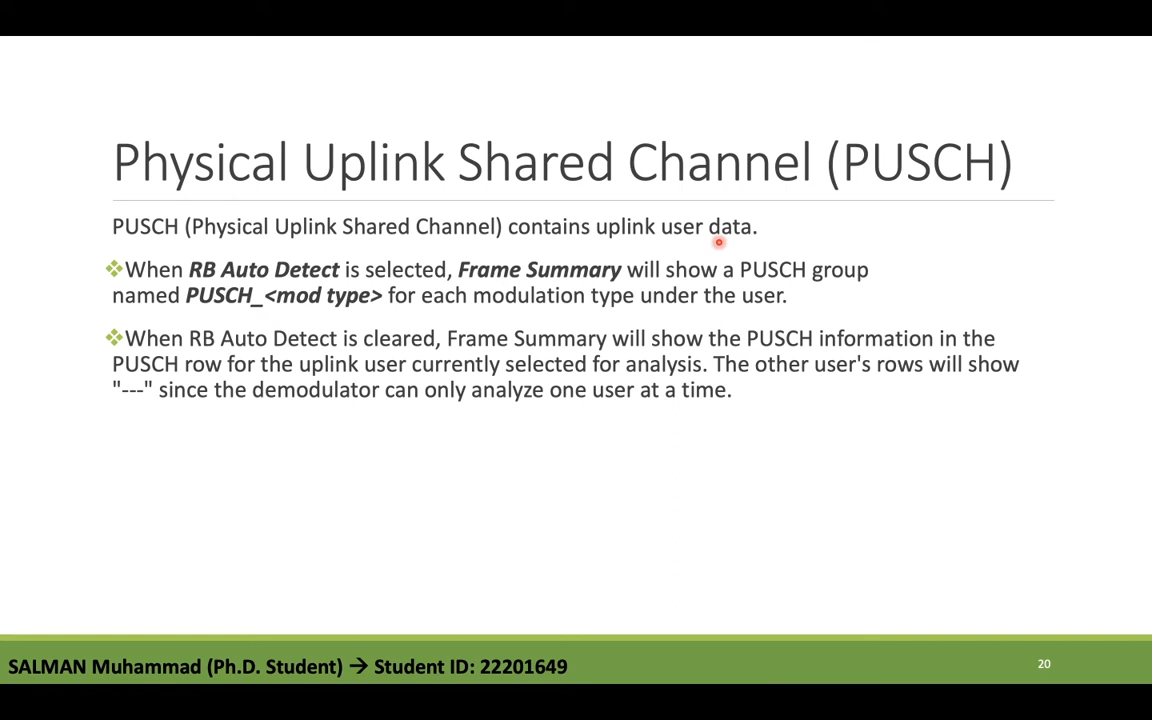 Physical Uplink Shared Channel (PUSCH)
PUSCH (Physical Uplink Shared Channel) contains uplink user data.
❖When RB Auto Detect is selected, Frame Summary will show a PUSCH group
named PUSCH_<mod type> for each modulation type under the user.
❖When RB Auto Detect is cleared, Frame Summary will show the PUSCH information in the
PUSCH row for the uplink user currently selected for analysis. The other user's rows will show
"---" since the demodulator can only analyze one user at a time.
SALMAN Muhammad (Ph.D. Student) → Student ID: 22201649
20